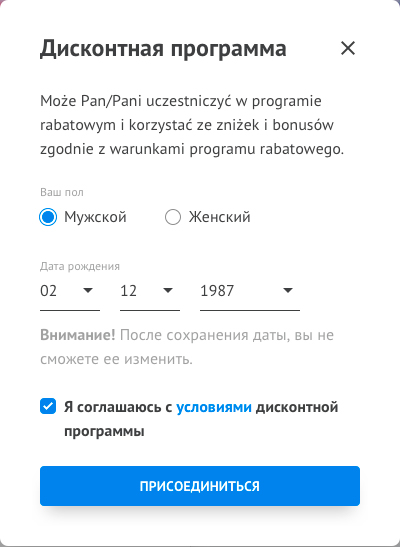 Дисконтная программа
Może Pan/Pani uczestniczyć w programie
rabatowym i korzystać ze zniżek i bonusów
zgodnie z warunkami programu rabatowego.
Ваш пол
Мужской Женский
Дата рождения
02 12 1987
Внимание! После сохранения даты, вы не
сможете ее изменить.
Я соглашаюсь с условиями дисконтной
программы
ПРИСОЕДИНИТЬСЯ